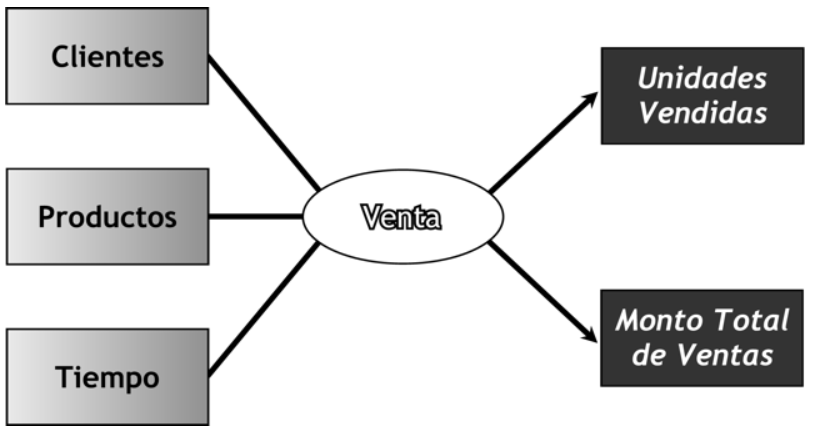 Clientes
Productos
Tiempo
Venta
Unidades
Vendidas
Monto Total
de Ventas